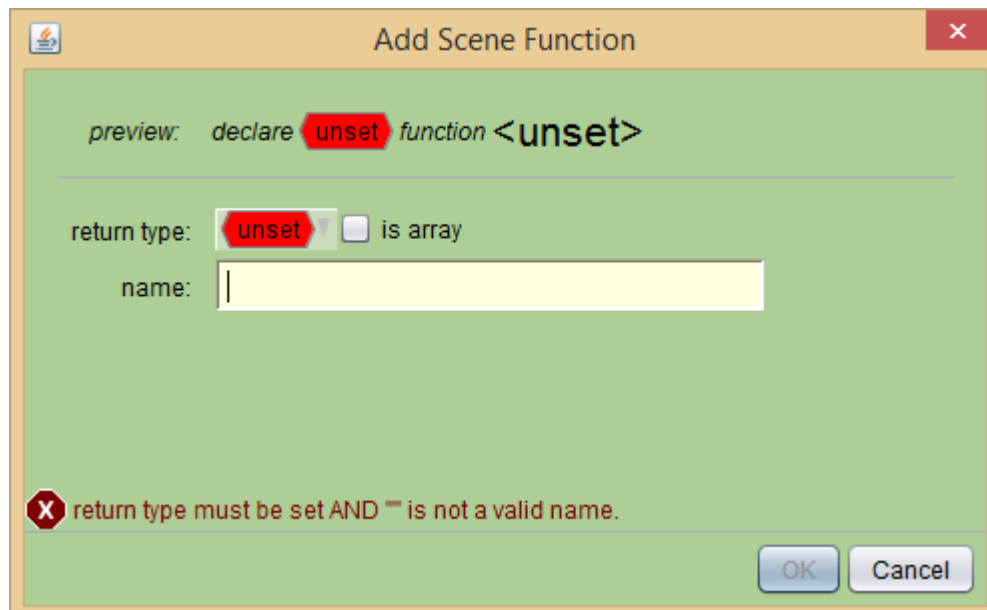 Add Scene Function
preview: declare unset function <unset>
return type: unset is array
name:
X return type must be set AND "" is not a valid name.
OK Cancel